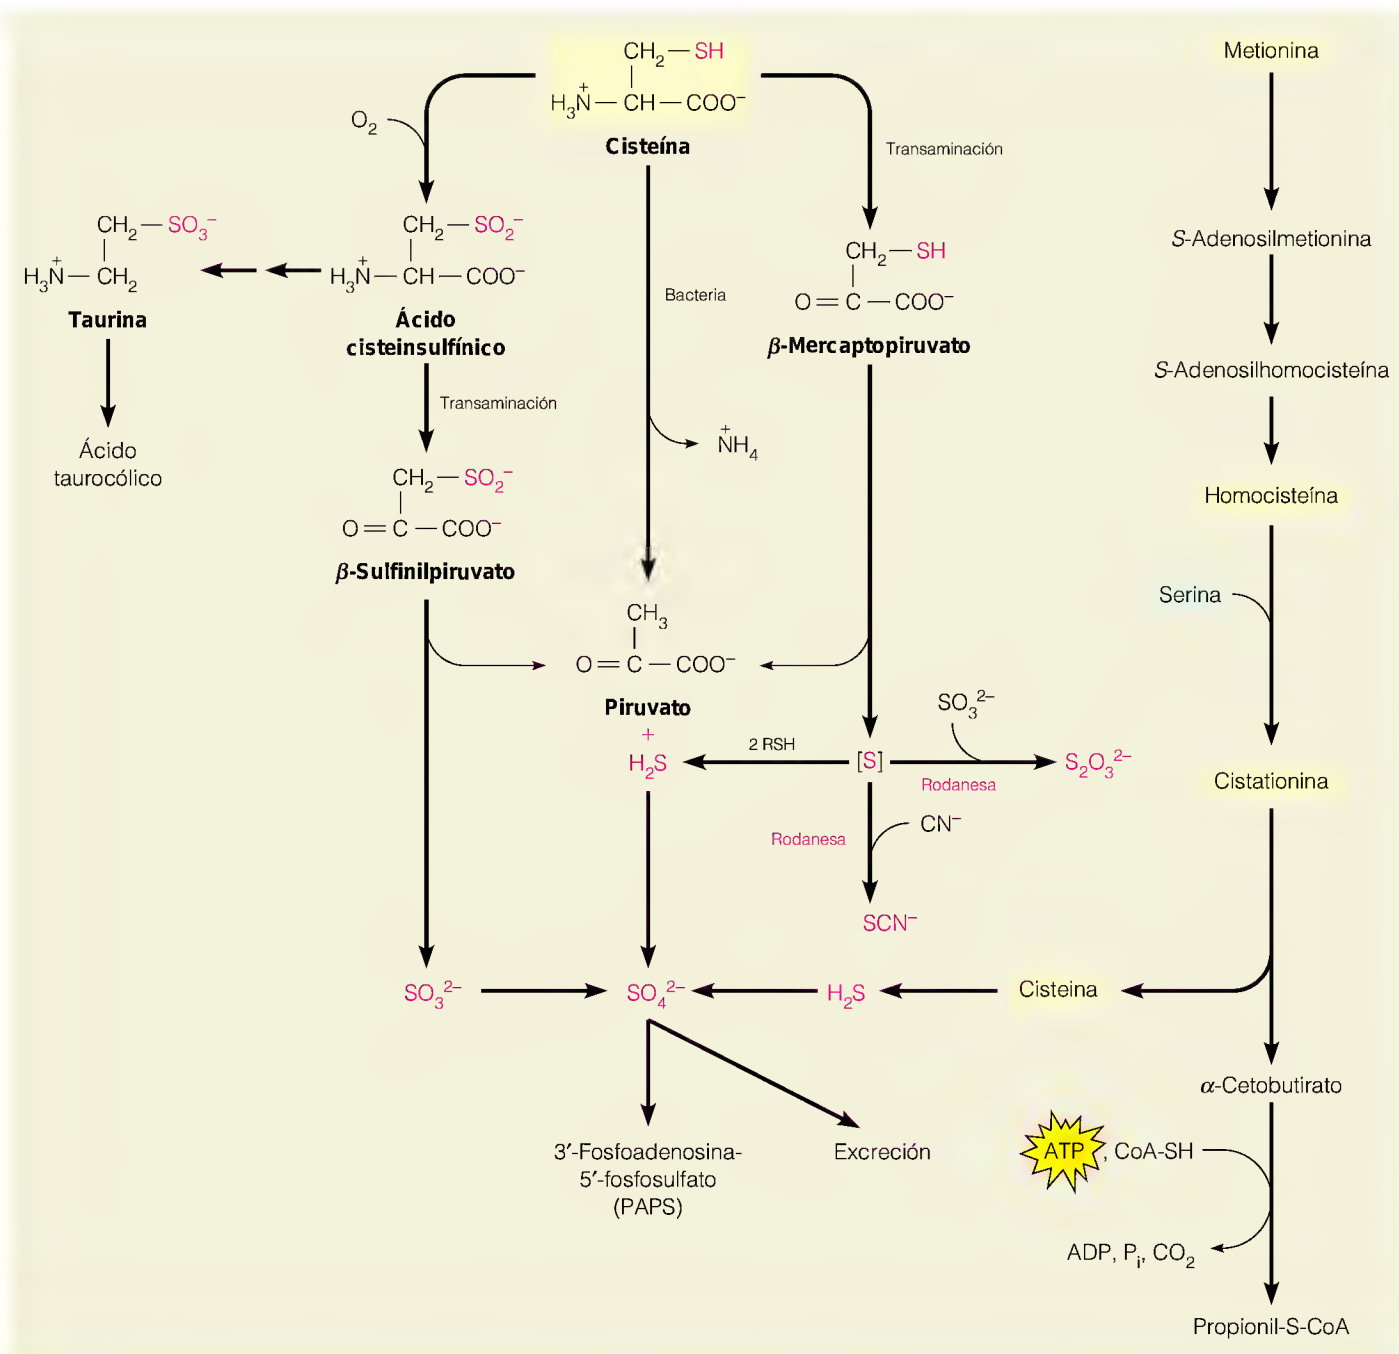 CH₂—SH
H₃N⁺—CH—COO⁻
Cisteína
O₂
Transaminación
Metionina
CH₂—SO₃⁻
H₃N⁺—CH₂
Taurina
CH₂—SO₂⁻
H₃N⁺—CH—COO⁻
Ácido
cisteinsulfínico
Bacteria
CH₂—SH
O=C—COO⁻
β-Mercaptopiruvato
S-Adenosilmetionina
S-Adenosilhomocisteína
Transaminación
Ácido
taurocólico
N⁺H₄
CH₂—SO₂⁻
O=C—COO⁻
β-Sulfinilpiruvato
Homocisteína
Serina
CH₃
O=C—COO⁻
Piruvato
+
H₂S
2 RSH
[S]
SO₃²⁻
Rodanesa
S₂O₃²⁻
Cistationina
Rodanesa
CN⁻
SCN⁻
SO₃²⁻
SO₄²⁻
H₂S
Cisteina
α-Cetobutirato
3′-Fosfoadenosina-
5′-fosfosulfato
(PAPS)
Excreción
ATP, CoA-SH
ADP, Pᵢ, CO₂
Propionil-S-CoA